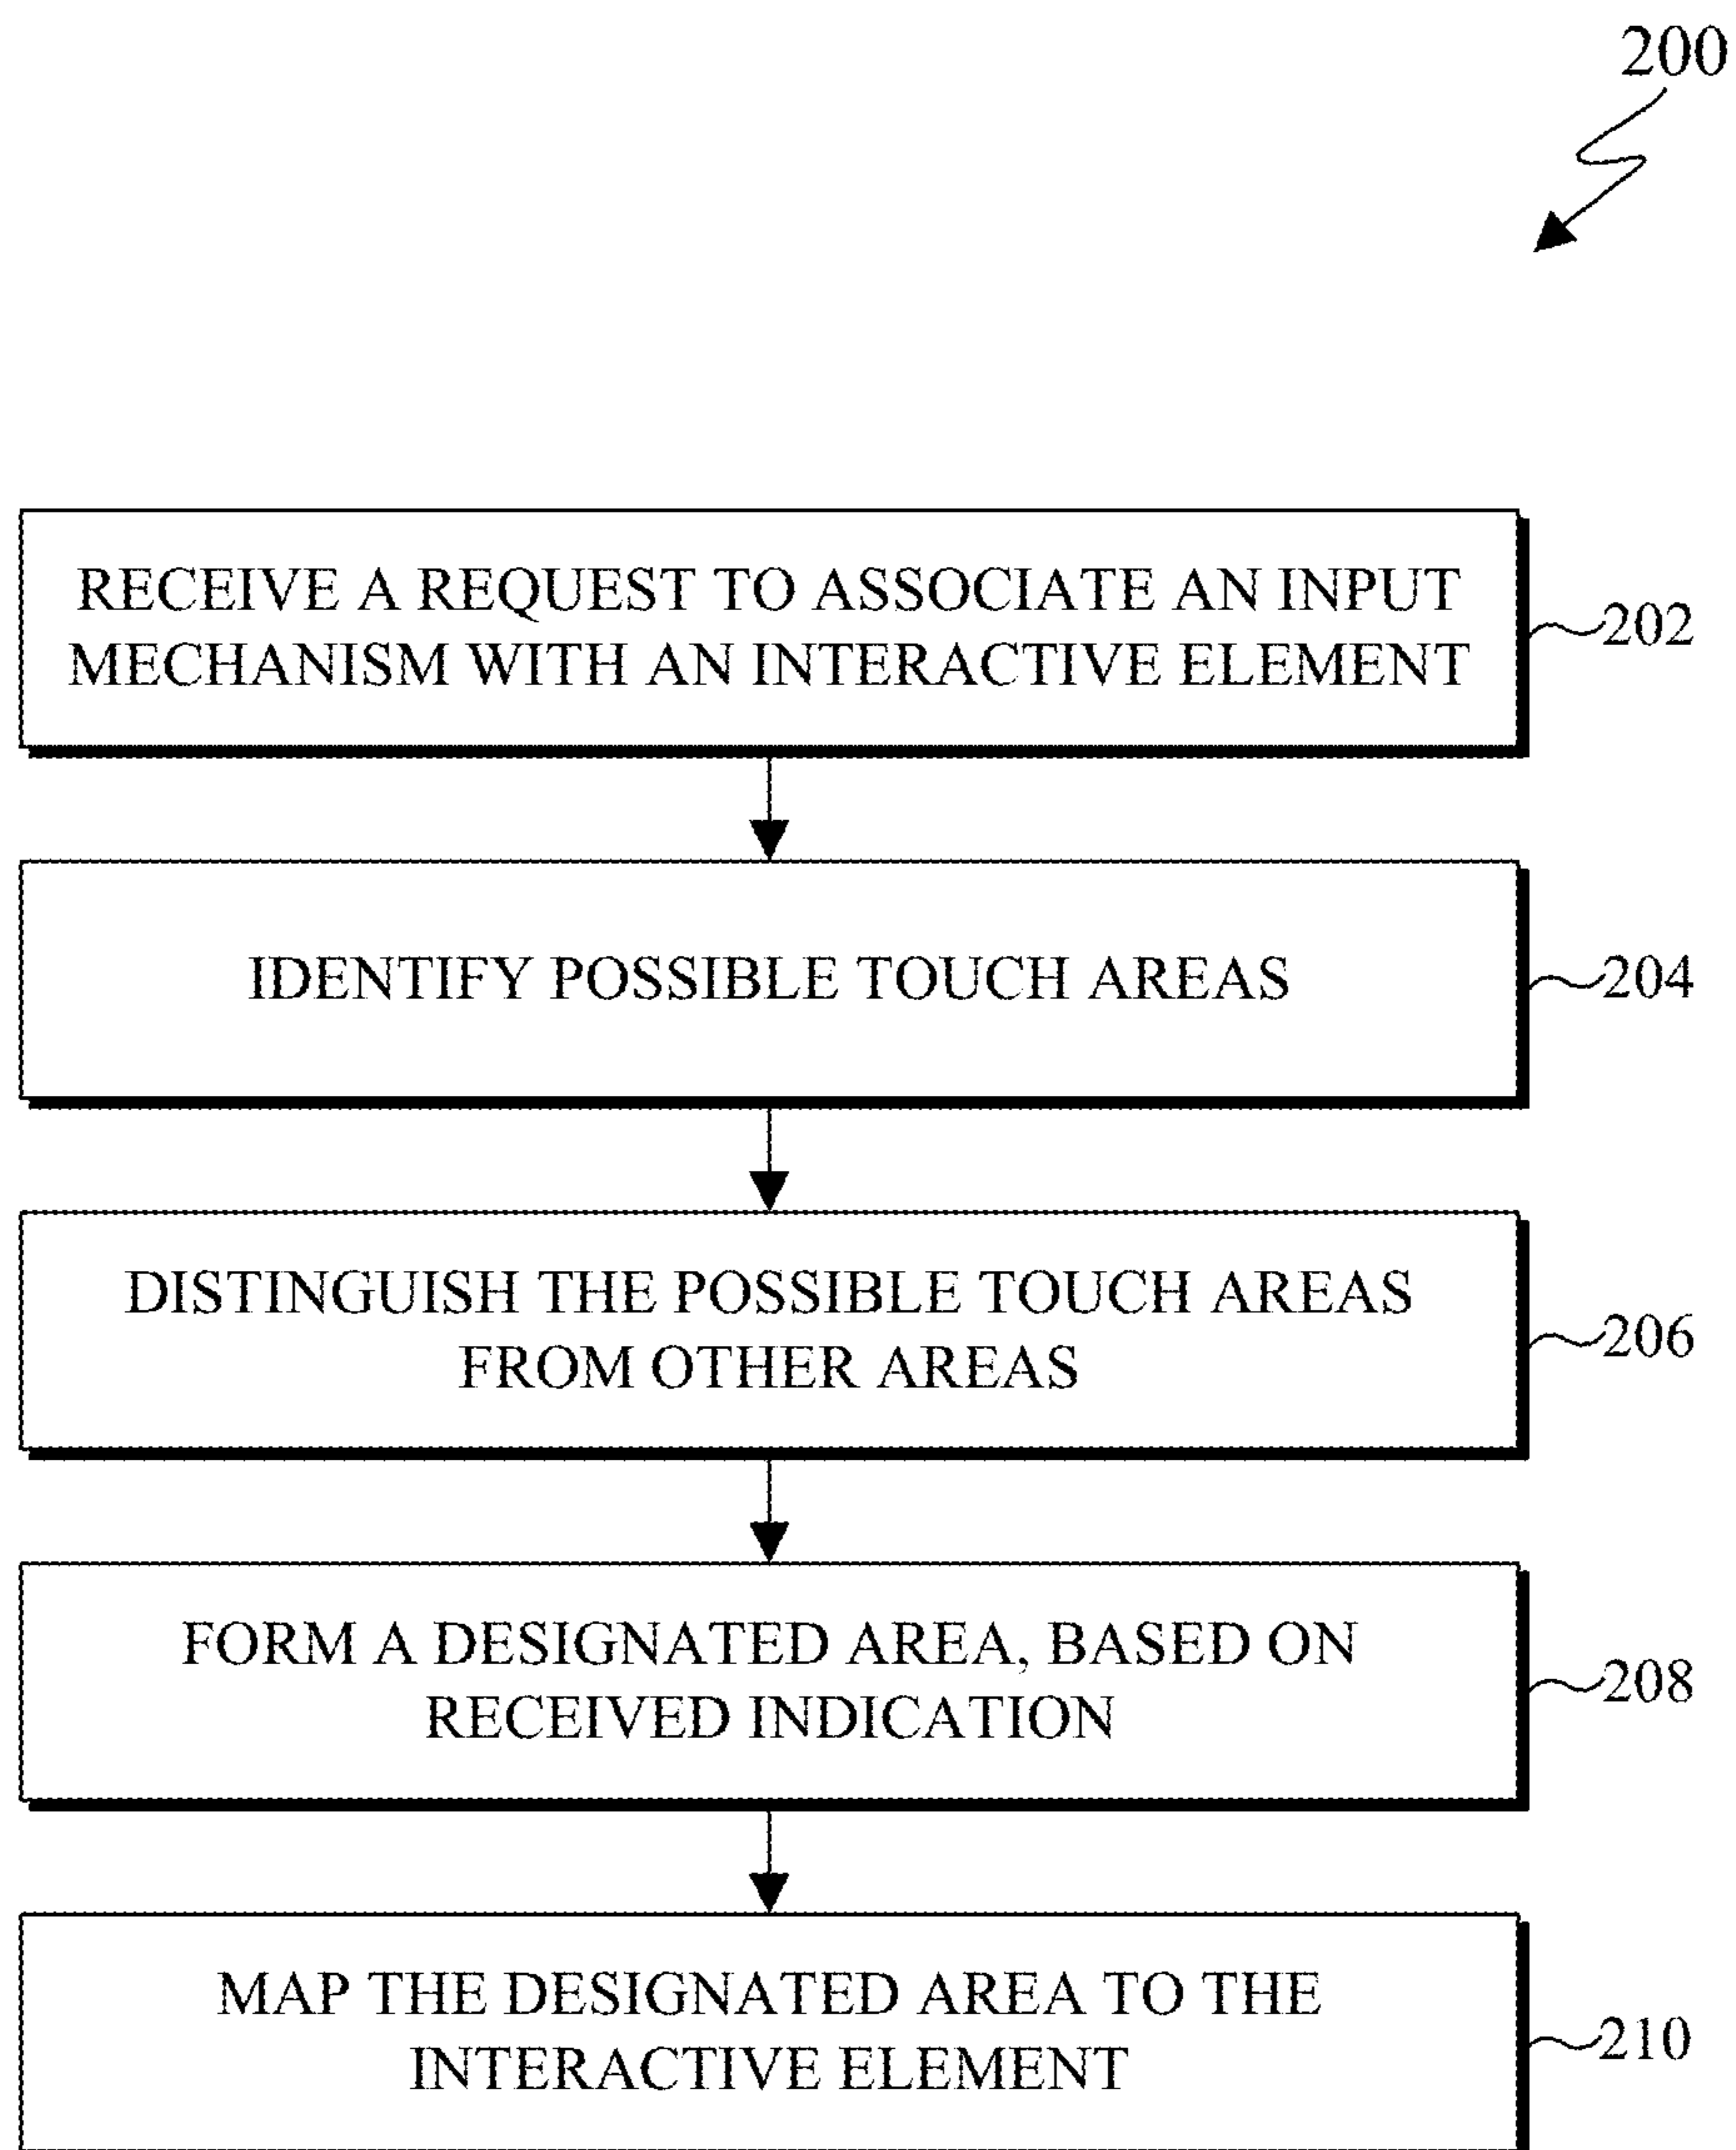 200
RECEIVE A REQUEST TO ASSOCIATE AN INPUT
MECHANISM WITH AN INTERACTIVE ELEMENT
202
IDENTIFY POSSIBLE TOUCH AREAS
204
DISTINGUISH THE POSSIBLE TOUCH AREAS
FROM OTHER AREAS
206
FORM A DESIGNATED AREA, BASED ON
RECEIVED INDICATION
208
MAP THE DESIGNATED AREA TO THE
INTERACTIVE ELEMENT
210